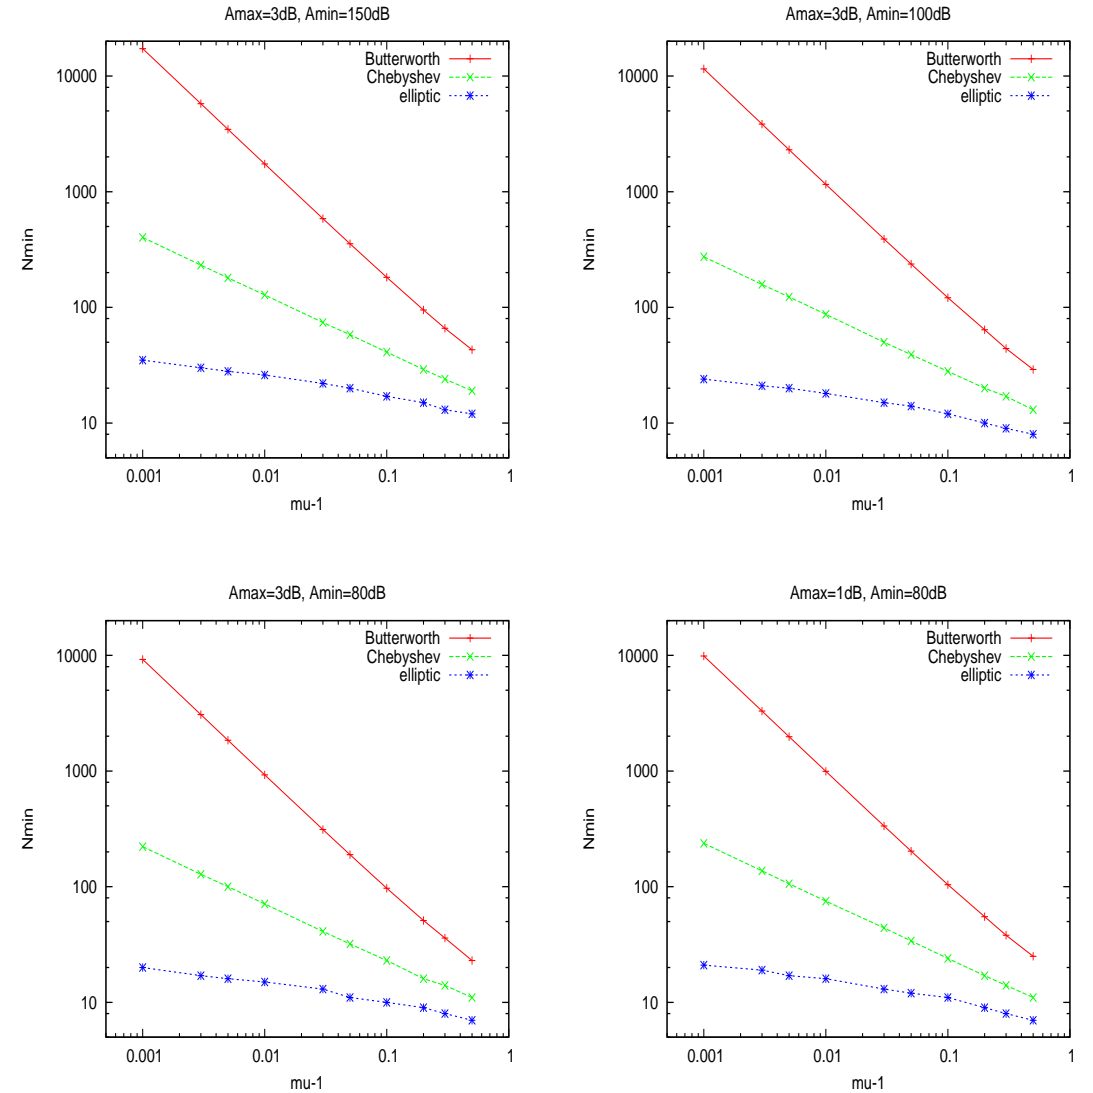 Amax=3dB, Amin=150dB
Butterworth
Chebyshev
elliptic
10000
1000
100
10
Nmin
0.001 0.01 0.1 1
mu-1
Amax=3dB, Amin=100dB
Butterworth
Chebyshev
elliptic
10000
1000
100
10
Nmin
0.001 0.01 0.1 1
mu-1
Amax=3dB, Amin=80dB
Butterworth
Chebyshev
elliptic
10000
1000
100
10
Nmin
0.001 0.01 0.1 1
mu-1
Amax=1dB, Amin=80dB
Butterworth
Chebyshev
elliptic
10000
1000
100
10
Nmin
0.001 0.01 0.1 1
mu-1